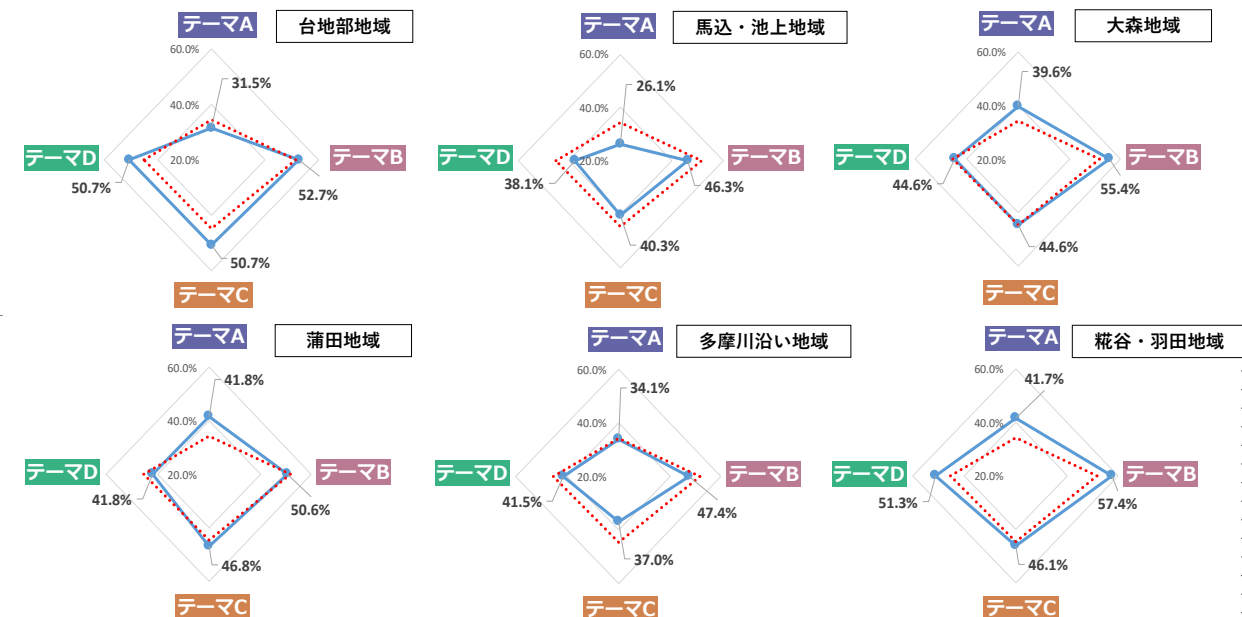 テーマA
台地部地域
60.0%
31.5%
40.0%
テーマD
20.0%
テーマB
50.7%
52.7%
50.7%
テーマC
テーマA
馬込・池上地域
60.0%
26.1%
40.0%
テーマD
20.0%
テーマB
38.1%
46.3%
40.3%
テーマC
テーマA
大森地域
60.0%
39.6%
40.0%
テーマD
20.0%
テーマB
44.6%
55.4%
44.6%
テーマC
テーマA
蒲田地域
60.0%
41.8%
40.0%
テーマD
20.0%
テーマB
41.8%
50.6%
46.8%
テーマC
テーマA
多摩川沿い地域
60.0%
34.1%
40.0%
テーマD
20.0%
テーマB
41.5%
47.4%
37.0%
テーマC
テーマA
糀谷・羽田地域
60.0%
41.7%
40.0%
テーマD
20.0%
テーマB
51.3%
57.4%
46.1%
テーマC